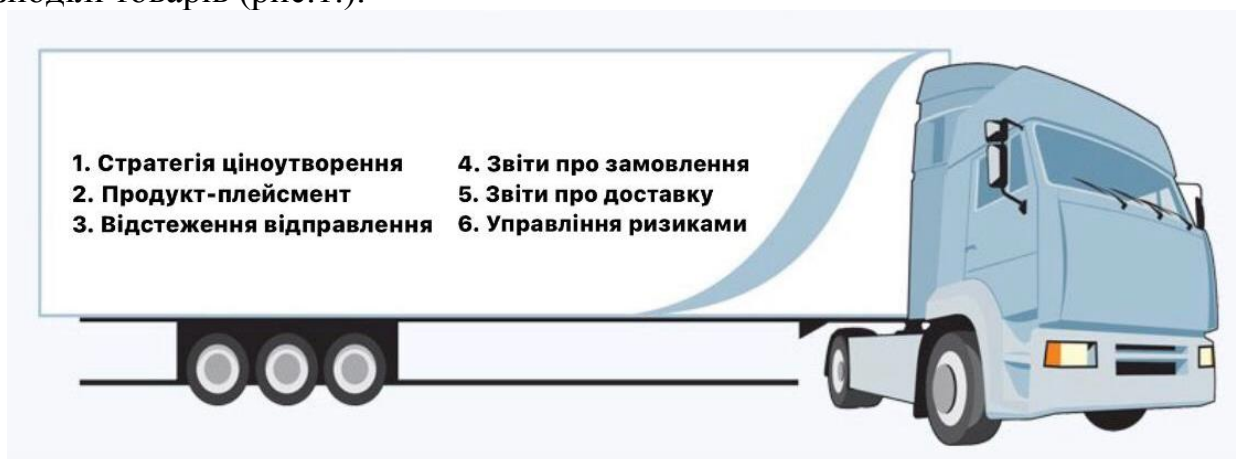 товарів (рис.1.).
1. Стратегія ціноутворення
2. Продукт-плейсмент
3. Відстеження відправлення
4. Звіти про замовлення
5. Звіти про доставку
6. Управління ризиками